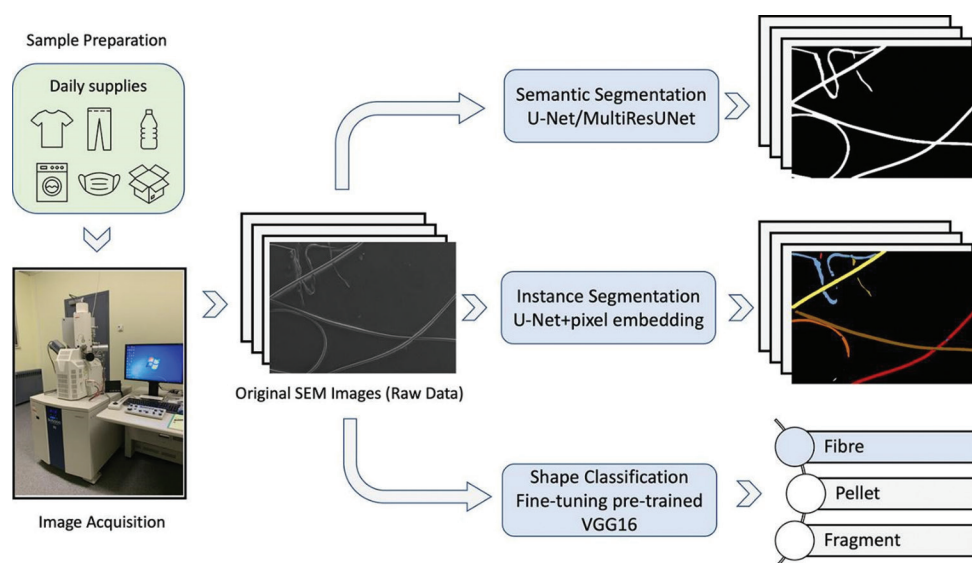 Sample Preparation
Daily supplies
Image Acquisition
Original SEM Images (Raw Data)
Semantic Segmentation
U-Net/MultiResUNet
Instance Segmentation
U-Net+pixel embedding
Shape Classification
Fine-tuning pre-trained
VGG16
Fibre
Pellet
Fragment